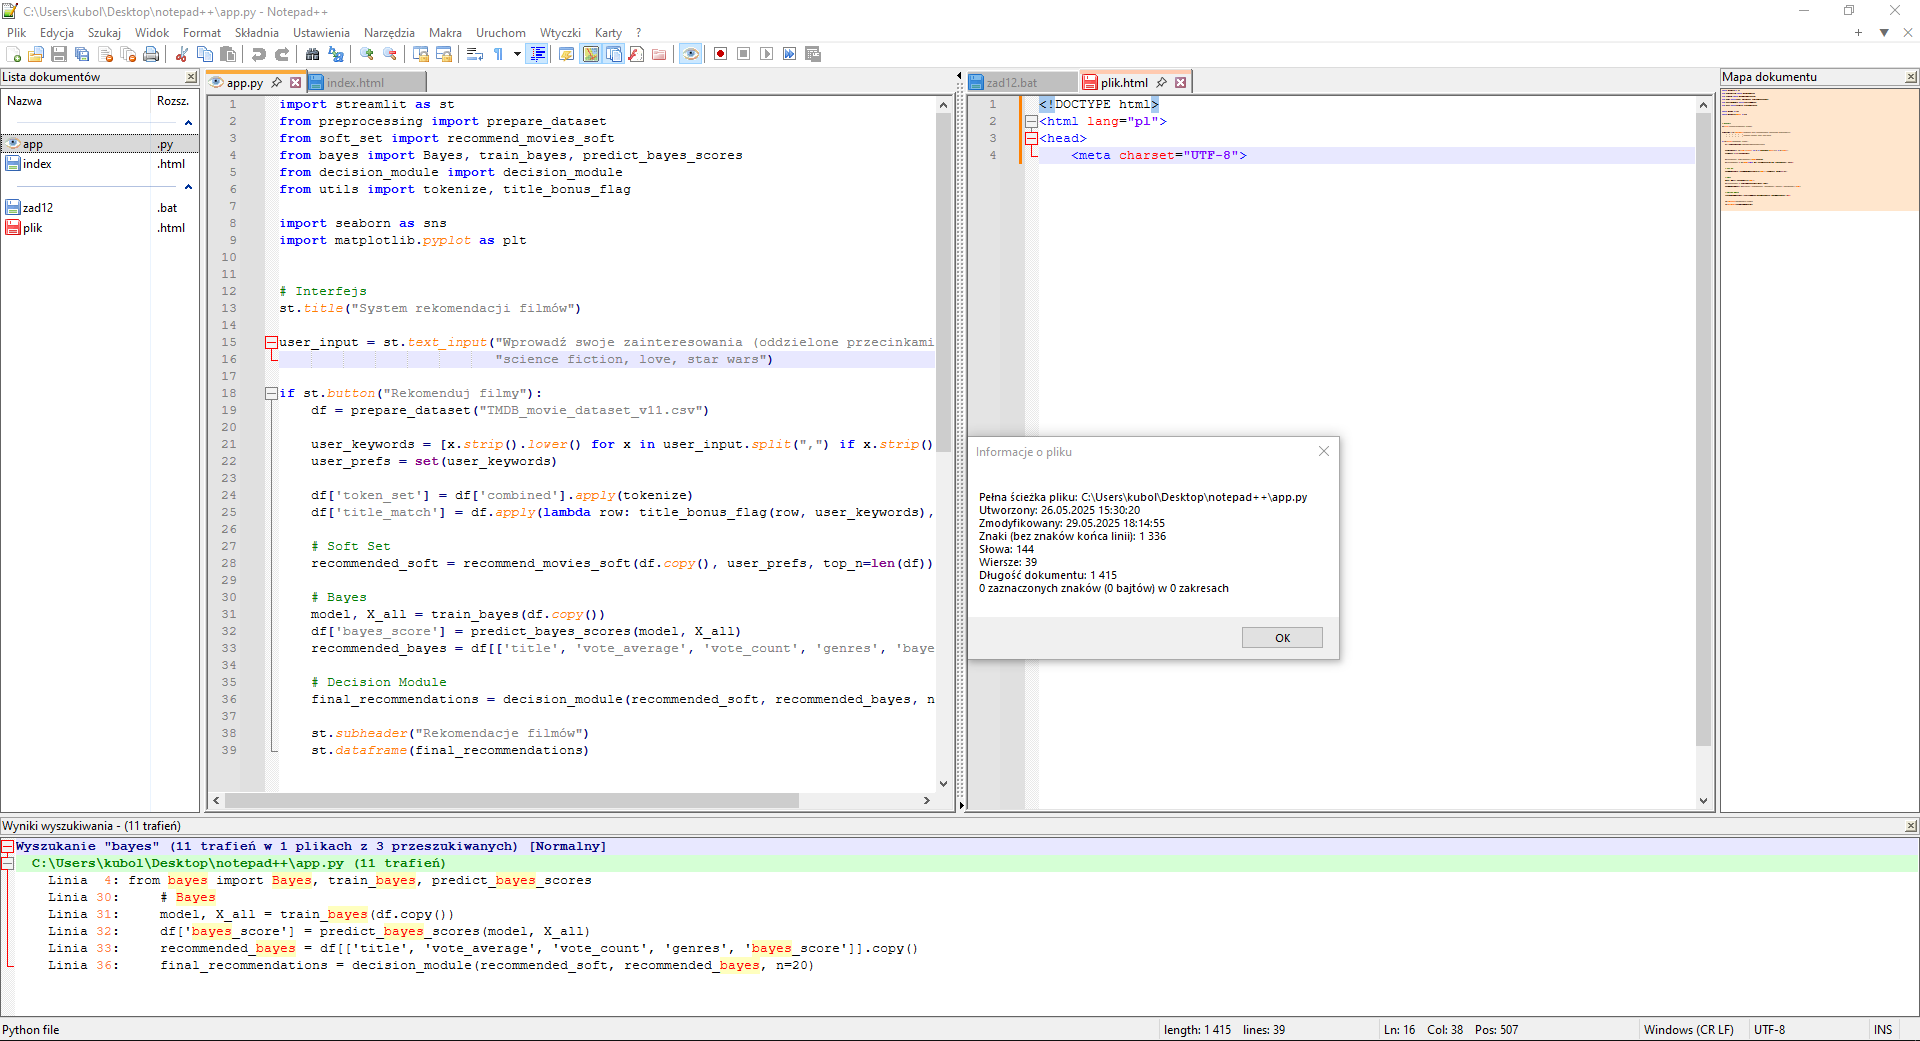 C:\Users\kubol\Desktop\notepad++\app.py - Notepad++
Plik Edycja Szukaj Widok Format Składnia Ustawienia Narzędzia Makra Uruchom Wtyczki Karty ?
Lista dokumentów
Nazwa Rozsz.
app .py
index .html
zad12 .bat
plik .html
app.py index.html
1 import streamlit as st
2 from preprocessing import prepare_dataset
3 from soft_set import recommend_movies_soft
4 from bayes import Bayes, train_bayes, predict_bayes_scores
5 from decision_module import decision_module
6 from utils import tokenize, title_bonus_flag
7
8 import seaborn as sns
9 import matplotlib.pyplot as plt
10
11
12 # Interfejs
13 st.title("System rekomendacji filmów")
14
15 user_input = st.text_input("Wprowadź swoje zainteresowania (oddzielone przecinkami
16 "science fiction, love, star wars")
17
18 if st.button("Rekomenduj filmy"):
19 df = prepare_dataset("TMDB_movie_dataset_v11.csv")
20
21 user_keywords = [x.strip().lower() for x in user_input.split(",") if x.strip()
22 user_prefs = set(user_keywords)
23
24 df['token_set'] = df['combined'].apply(tokenize)
25 df['title_match'] = df.apply(lambda row: title_bonus_flag(row, user_keywords),
26
27 # Soft Set
28 recommended_soft = recommend_movies_soft(df.copy(), user_prefs, top_n=len(df))
29
30 # Bayes
31 model, X_all = train_bayes(df.copy())
32 df['bayes_score'] = predict_bayes_scores(model, X_all)
33 recommended_bayes = df[['title', 'vote_average', 'vote_count', 'genres', 'baye
34
35 # Decision Module
36 final_recommendations = decision_module(recommended_soft, recommended_bayes, n
37
38 st.subheader("Rekomendacje filmów")
39 st.dataframe(final_recommendations)
zad12.bat plik.html
1 <!DOCTYPE html>
2 <html lang="pl">
3 <head>
4 <meta charset="UTF-8">
Mapa dokumentu
Informacje o pliku
Pełna ścieżka pliku: C:\Users\kubol\Desktop\notepad++\app.py
Utworzony: 26.05.2025 15:30:20
Zmodyfikowany: 29.05.2025 18:14:55
Znaki (bez znaków końca linii): 1 336
Słowa: 144
Wiersze: 39
Długość dokumentu: 1 415
0 zaznaczonych znaków (0 bajtów) w 0 zakresach
OK
Wyniki wyszukiwania - (11 trafień)
Wyszukanie "bayes" (11 trafień w 1 plikach z 3 przeszukiwanych) [Normalny]
C:\Users\kubol\Desktop\notepad++\app.py (11 trafień)
Linia 4: from bayes import Bayes, train_bayes, predict_bayes_scores
Linia 30: # Bayes
Linia 31: model, X_all = train_bayes(df.copy())
Linia 32: df['bayes_score'] = predict_bayes_scores(model, X_all)
Linia 33: recommended_bayes = df[['title', 'vote_average', 'vote_count', 'genres', 'bayes_score']].copy()
Linia 36: final_recommendations = decision_module(recommended_soft, recommended_bayes, n=20)
Python file length: 1 415 lines: 39 Ln: 16 Col: 38 Pos: 507 Windows (CR LF) UTF-8 INS